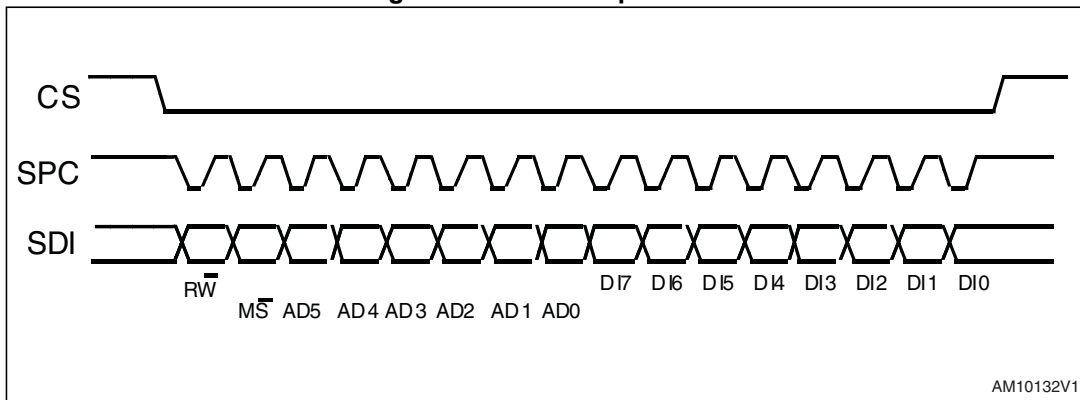 CS
SPC
SDI
RW̅ DI7 DI6 DI5 DI4 DI3 DI2 DI1 DI0
MS̅ AD5 AD4 AD3 AD2 AD1 AD0
AM10132V1